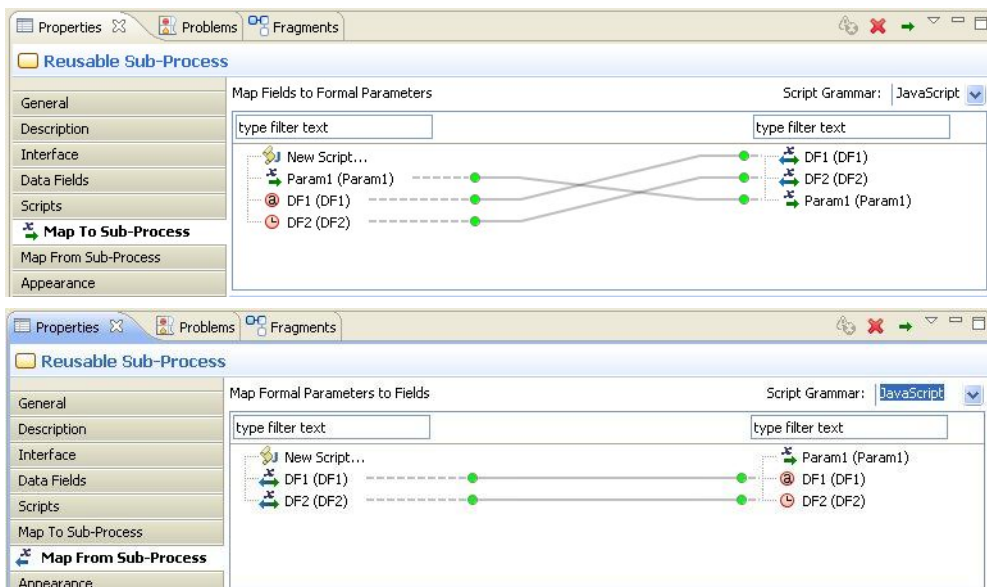 Properties Problems Fragments
Reusable Sub-Process
General
Description
Interface
Data Fields
Scripts
Map To Sub-Process
Map From Sub-Process
Appearance
Map Fields to Formal Parameters Script Grammar: JavaScript
type filter text type filter text
New Script... DF1 (DF1)
Param1 (Param1) DF2 (DF2)
DF1 (DF1) Param1 (Param1)
DF2 (DF2)
Properties Problems Fragments
Reusable Sub-Process
General
Description
Interface
Data Fields
Scripts
Map To Sub-Process
Map From Sub-Process
Appearance
Map Formal Parameters to Fields Script Grammar: JavaScript
type filter text type filter text
New Script... Param1 (Param1)
DF1 (DF1) DF1 (DF1)
DF2 (DF2) DF2 (DF2)